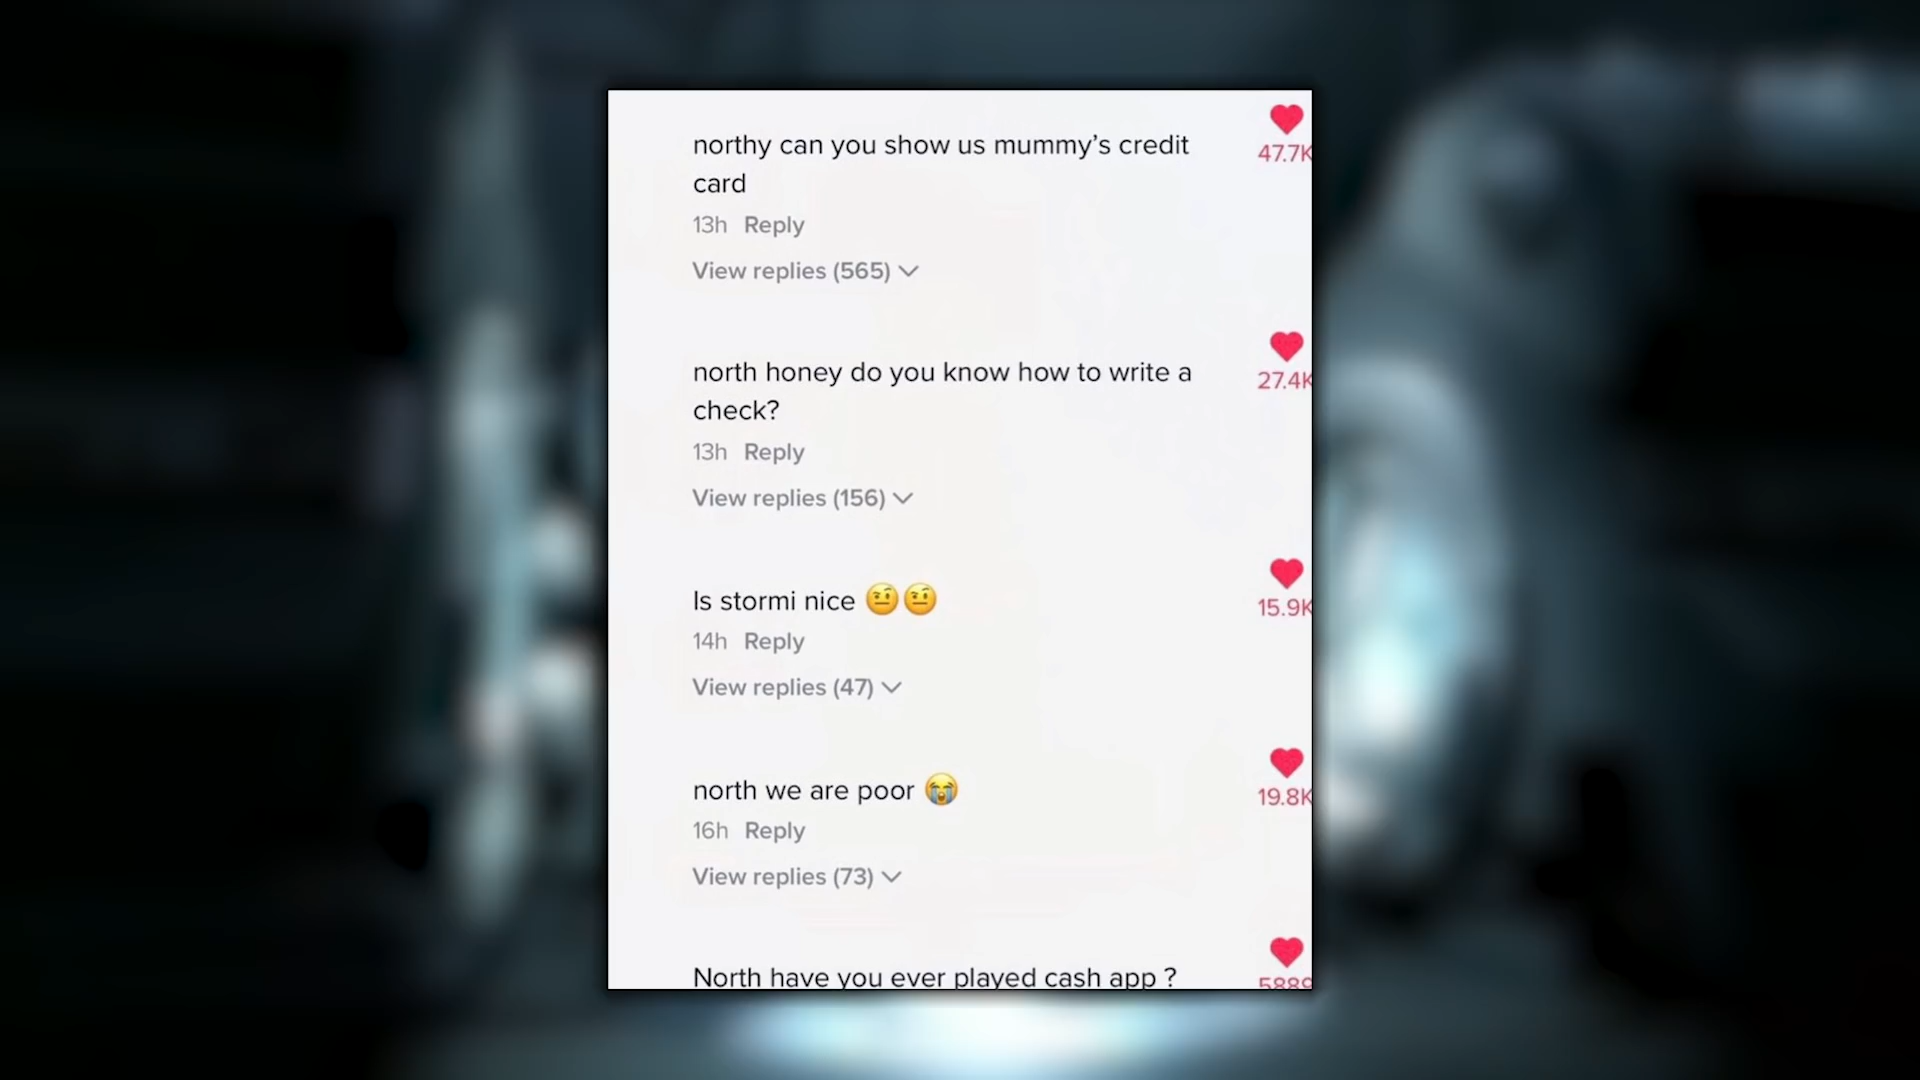 northy can you show us mummy’s credit
card
47.7K
13h Reply
View replies (565)
north honey do you know how to write a
check?
27.4K
13h Reply
View replies (156)
Is stormi nice 🤨🤨
15.9K
14h Reply
View replies (47)
north we are poor 😭
19.8K
16h Reply
View replies (73)
North have you ever played cash app ?
5889